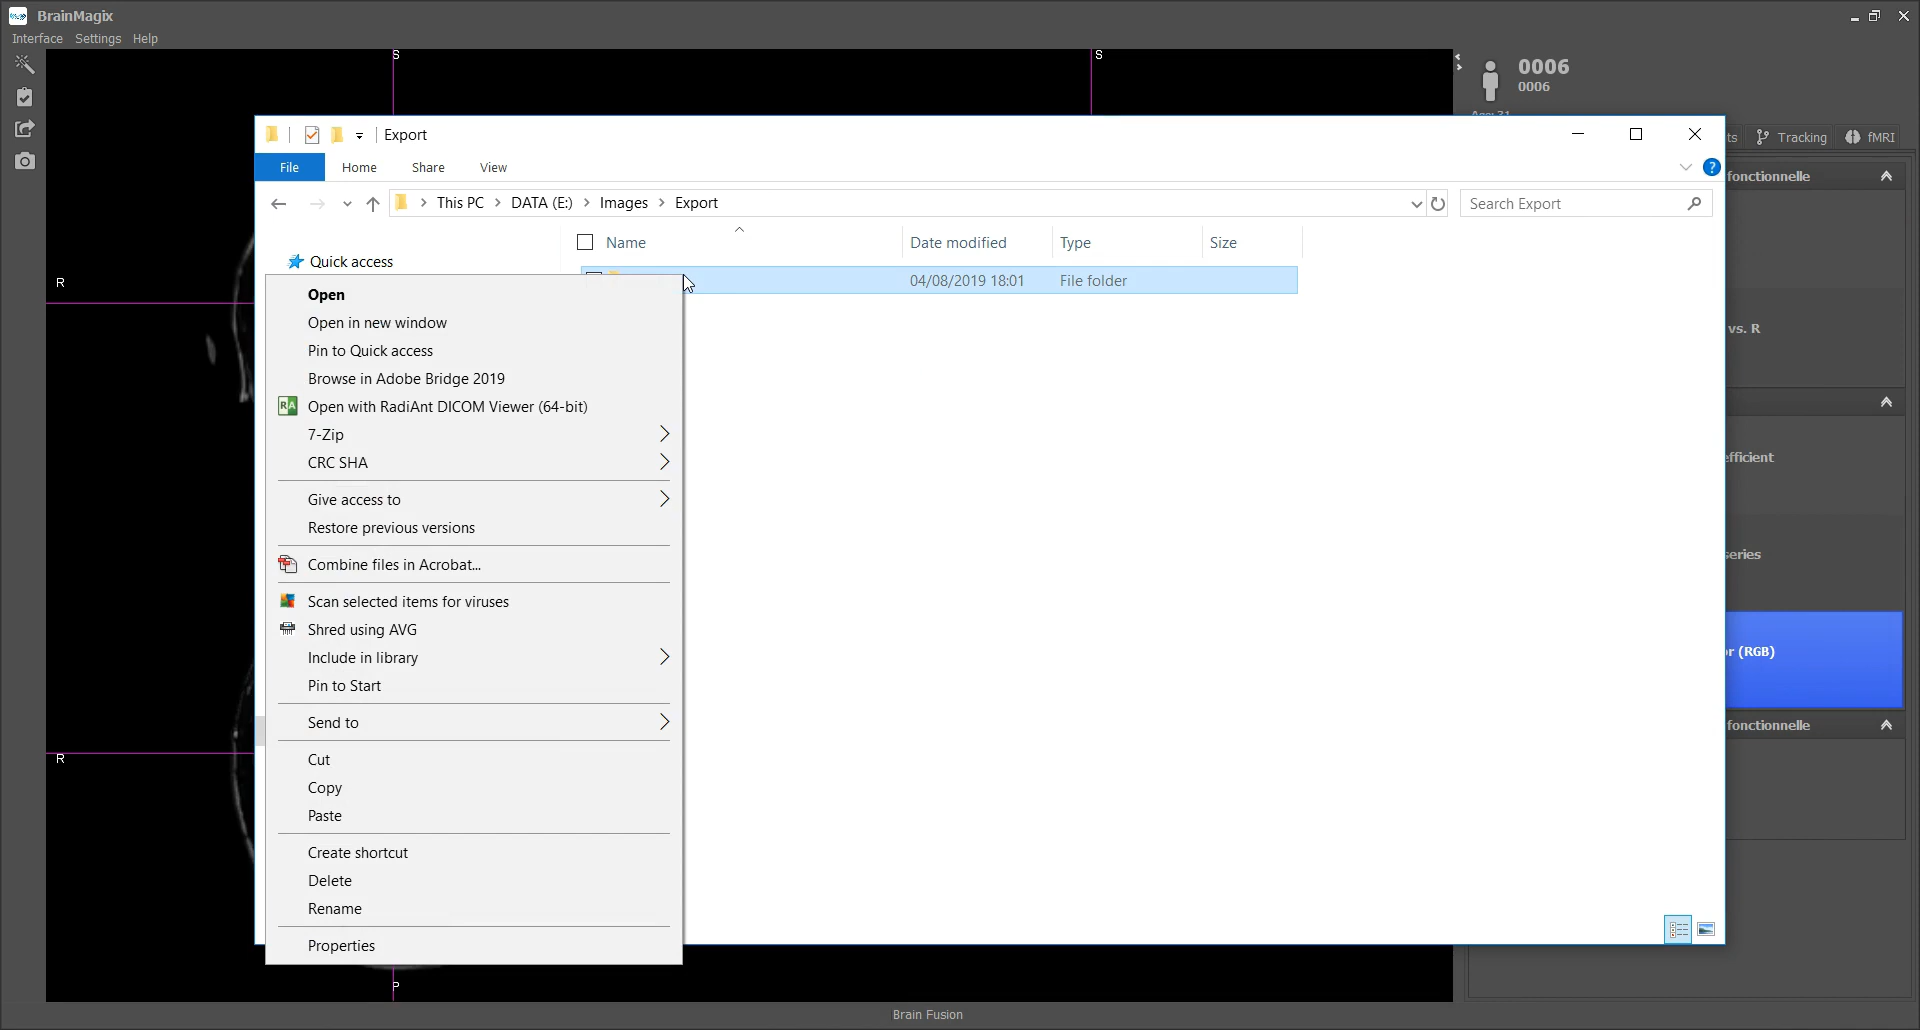 BrainMagix
Interface Settings Help
S
S
0006
0006
Export
ts Tracking fMRI
File Home Share View
?
fonctionnelle
This PC > DATA (E:) > Images > Export
Search Export
Name Date modified Type Size
Quick access
R
04/08/2019 18:01 File folder
Open
Open in new window
vs. R
Pin to Quick access
Browse in Adobe Bridge 2019
RA Open with RadiAnt DICOM Viewer (64-bit)
7-Zip
efficient
CRC SHA
Give access to
Restore previous versions
series
Combine files in Acrobat...
Scan selected items for viruses
Shred using AVG
or (RGB)
Include in library
Pin to Start
Send to
fonctionnelle
R
Cut
Copy
Paste
Create shortcut
Delete
Rename
Properties
P
Brain Fusion